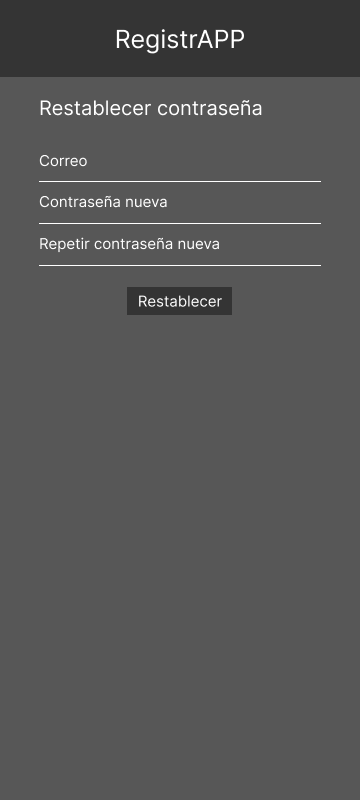 RegistrAPP
Restablecer contraseña
Correo
Contraseña nueva
Repetir contraseña nueva
Restablecer